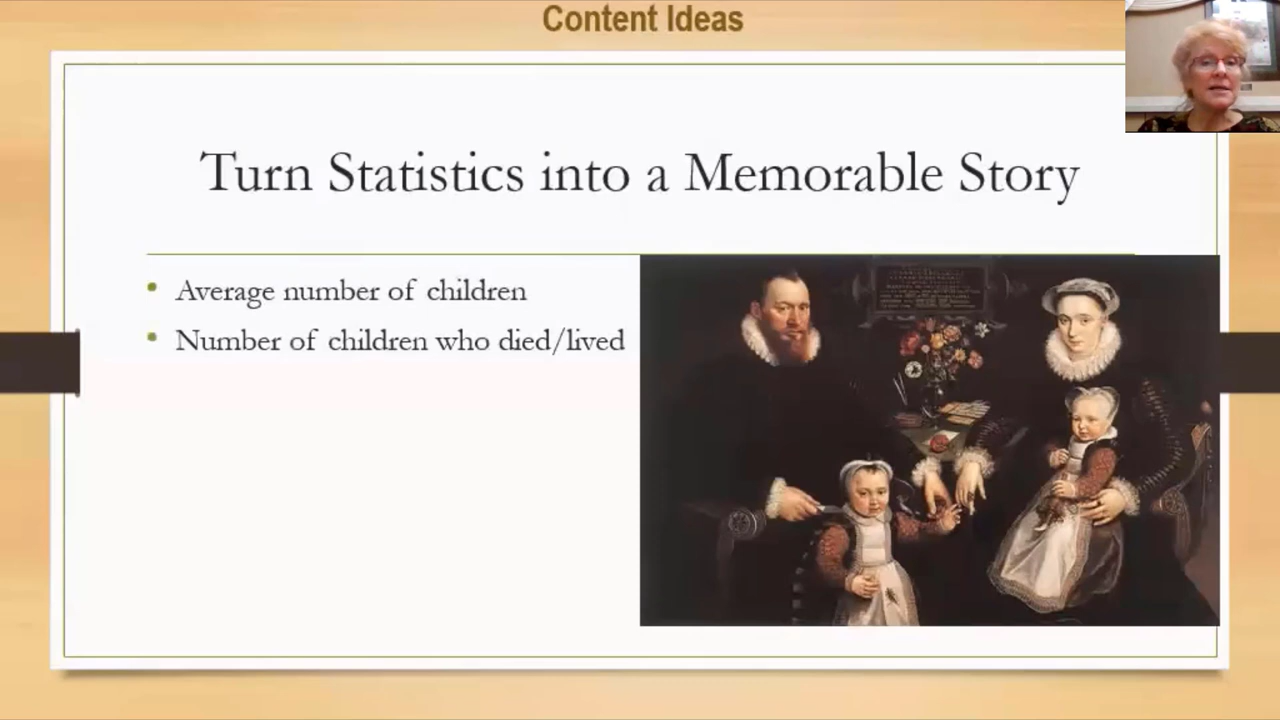 Content Ideas
Turn Statistics into a Memorable Story
Average number of children
Number of children who died/lived